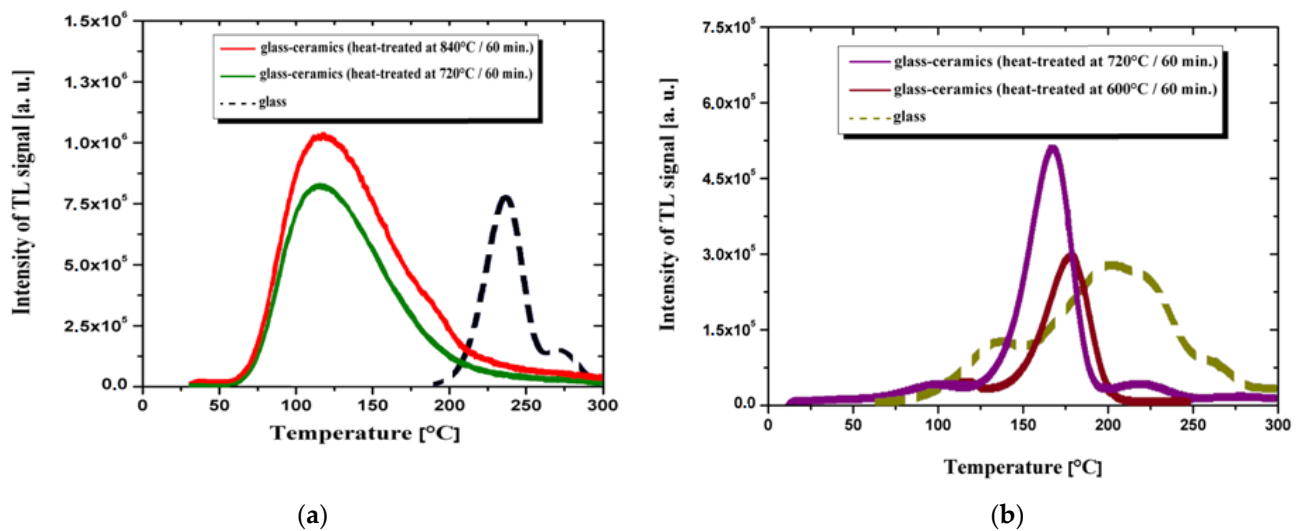 1.5x10⁶
1.3x10⁶
1.0x10⁶
7.5x10⁵
5.0x10⁵
2.5x10⁵
0.0
Intensity of TL signal [a. u.]
glass-ceramics (heat-treated at 840°C / 60 min.)
glass-ceramics (heat-treated at 720°C / 60 min.)
glass
0 50 100 150 200 250 300
Temperature [°C]
(a)
7.5x10⁵
6.0x10⁵
4.5x10⁵
3.0x10⁵
1.5x10⁵
0.0
Intensity of TL signal [a. u.]
glass-ceramics (heat-treated at 720°C / 60 min.)
glass-ceramics (heat-treated at 600°C / 60 min.)
glass
0 50 100 150 200 250 300
Temperature [°C]
(b)